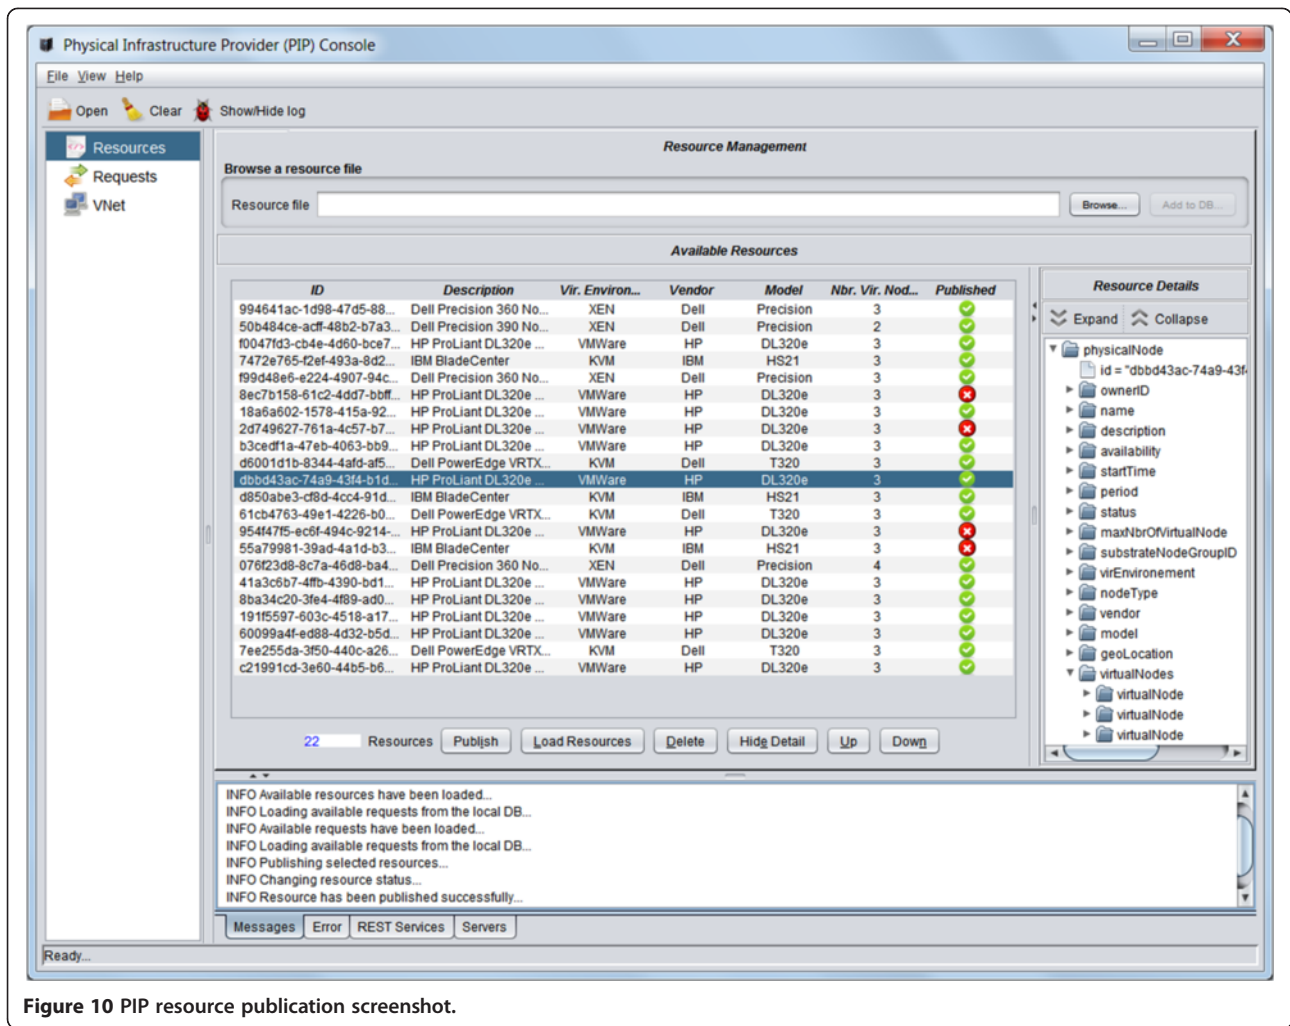 Physical Infrastructure Provider (PIP) Console
File View Help
Open Clear Show/Hide log
Resources
Requests
VNet
Resource Management
Browse a resource file
Resource file Browse... Add to DB...
Available Resources
ID Description Vir. Environ... Vendor Model Nbr. Vir. Nod... Published
994641ac-1d98-47d5-88... Dell Precision 360 No... XEN Dell Precision 3
50b484ce-acff-48b2-b7a3... Dell Precision 390 No... XEN Dell Precision 2
f0047fd3-cb4e-4d60-bce7... HP ProLiant DL320e ... VMWare HP DL320e 3
7472e765-f2ef-493a-8d2... IBM BladeCenter KVM IBM HS21 3
f99d48e6-e224-4907-94c... Dell Precision 360 No... XEN Dell Precision 3
8ec7b158-61c2-4dd7-bbff... HP ProLiant DL320e ... VMWare HP DL320e 3
18a6a602-1578-415a-92... HP ProLiant DL320e ... VMWare HP DL320e 3
2d749627-761a-4c57-b7... HP ProLiant DL320e ... VMWare HP DL320e 3
b3cedf1a-47eb-4063-bb9... HP ProLiant DL320e ... VMWare HP DL320e 3
d6001d1b-8344-4afd-af5... Dell PowerEdge VRTX... KVM Dell T320 3
dbbd43ac-74a9-43f4-b1d... HP ProLiant DL320e ... VMWare HP DL320e 3
d850abe3-cf8d-4cc4-91d... IBM BladeCenter KVM IBM HS21 3
61cb4763-49e1-4226-b0... Dell PowerEdge VRTX... KVM Dell T320 3
954f47f5-ec6f-494c-9214-... HP ProLiant DL320e ... VMWare HP DL320e 3
55a79981-39ad-4a1d-b3... IBM BladeCenter KVM IBM HS21 3
076f23d8-8c7a-46d8-ba4... Dell Precision 360 No... XEN Dell Precision 4
41a3c6b7-4ffb-4390-bd1... HP ProLiant DL320e ... VMWare HP DL320e 3
8ba34c20-3fe4-4f89-ad0... HP ProLiant DL320e ... VMWare HP DL320e 3
191f5597-603c-4518-a17... HP ProLiant DL320e ... VMWare HP DL320e 3
60099a4f-ed88-4d32-b5d... HP ProLiant DL320e ... VMWare HP DL320e 3
7ee255da-3f50-440c-a26... Dell PowerEdge VRTX... KVM Dell T320 3
c21991cd-3e60-44b5-b6... HP ProLiant DL320e ... VMWare HP DL320e 3
22 Resources Publish Load Resources Delete Hide Detail Up Down
Resource Details
Expand Collapse
physicalNode
id = "dbbd43ac-74a9-43f
ownerID
name
description
availability
startTime
period
status
maxNbrOfVirtualNode
substrateNodeGroupID
virEnvironement
nodeType
vendor
model
geoLocation
virtualNodes
virtualNode
virtualNode
virtualNode
INFO Available resources have been loaded...
INFO Loading available requests from the local DB...
INFO Available requests have been loaded...
INFO Loading available requests from the local DB...
INFO Publishing selected resources...
INFO Changing resource status...
INFO Resource has been published successfully...
Messages Error REST Services Servers
Ready...
Figure 10 PIP resource publication screenshot.